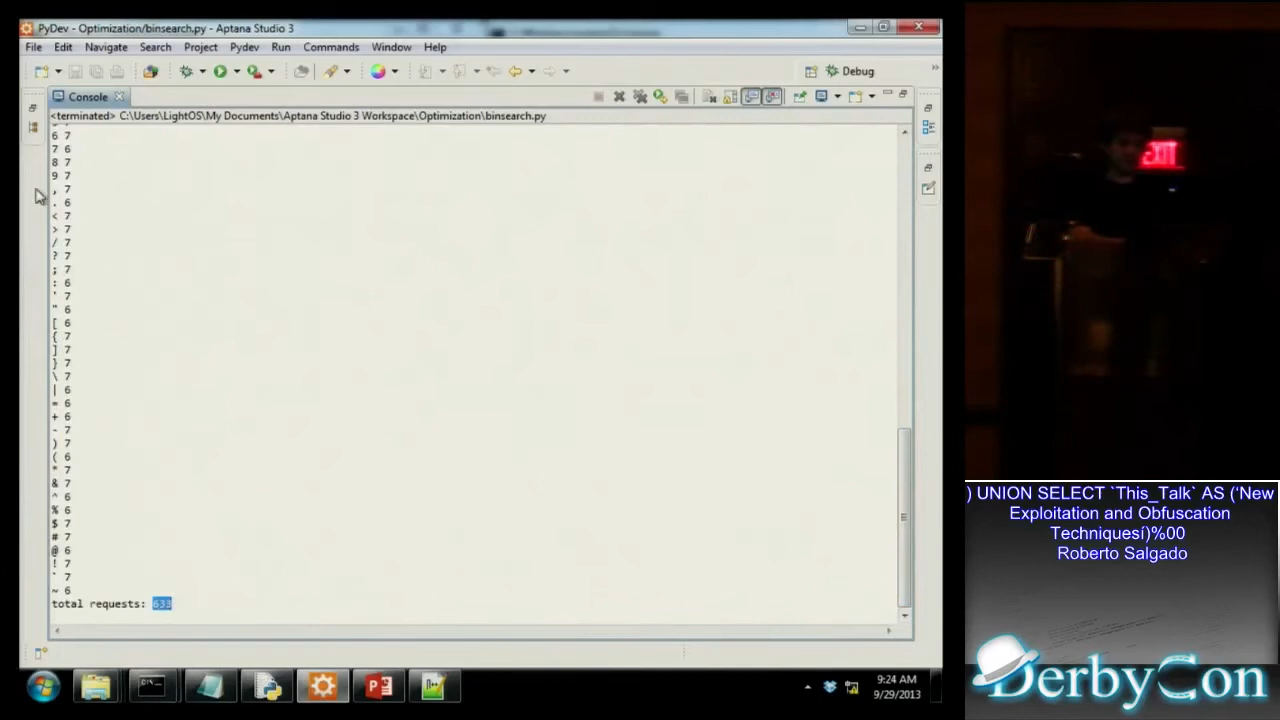 PyDev - Optimization/binsearch.py - Aptana Studio 3
File Edit Navigate Search Project Pydev Run Commands Window Help
Debug
Console
<terminated> C:\Users\LightOS\My Documents\Aptana Studio 3 Workspace\Optimization\binsearch.py
6 7
7 6
8 7
9 7
, 7
. 6
< 7
> 7
/ 7
? 7
; 7
: 6
' 7
" 6
[ 6
{ 7
] 7
} 7
\ 7
| 6
= 6
+ 6
- 7
) 7
( 6
* 7
& 7
^ 6
% 6
$ 7
# 7
@ 6
! 7
` 7
~ 6
total requests: 633
9:24 AM
9/29/2013
EXIT
) UNION SELECT `This_Talk` AS ('New
Exploitation and Obfuscation
Techniquesí)%00
Roberto Salgado
DerbyCon